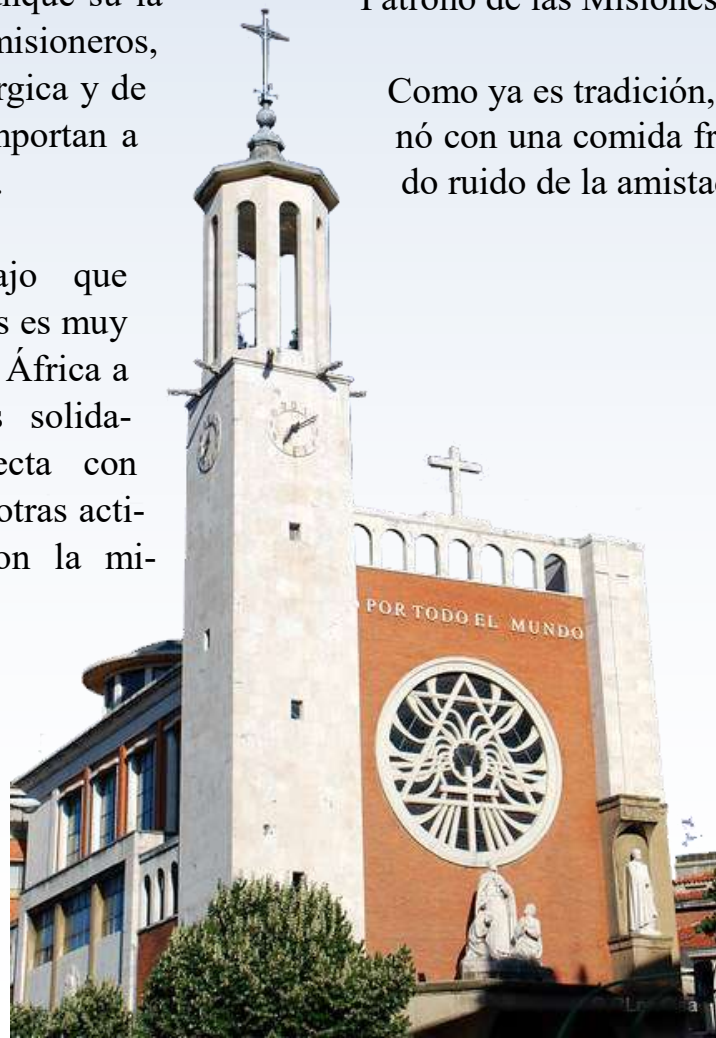 nque su la
misioneros,
rgica y de
mportan a
.
ajo que
s es muy
África a
s solida-
ecta con
otras acti-
on la mi-
Patrono de las Misiones
Como ya es tradición,
nó con una comida fr
do ruido de la amistad
POR TODO EL MUNDO